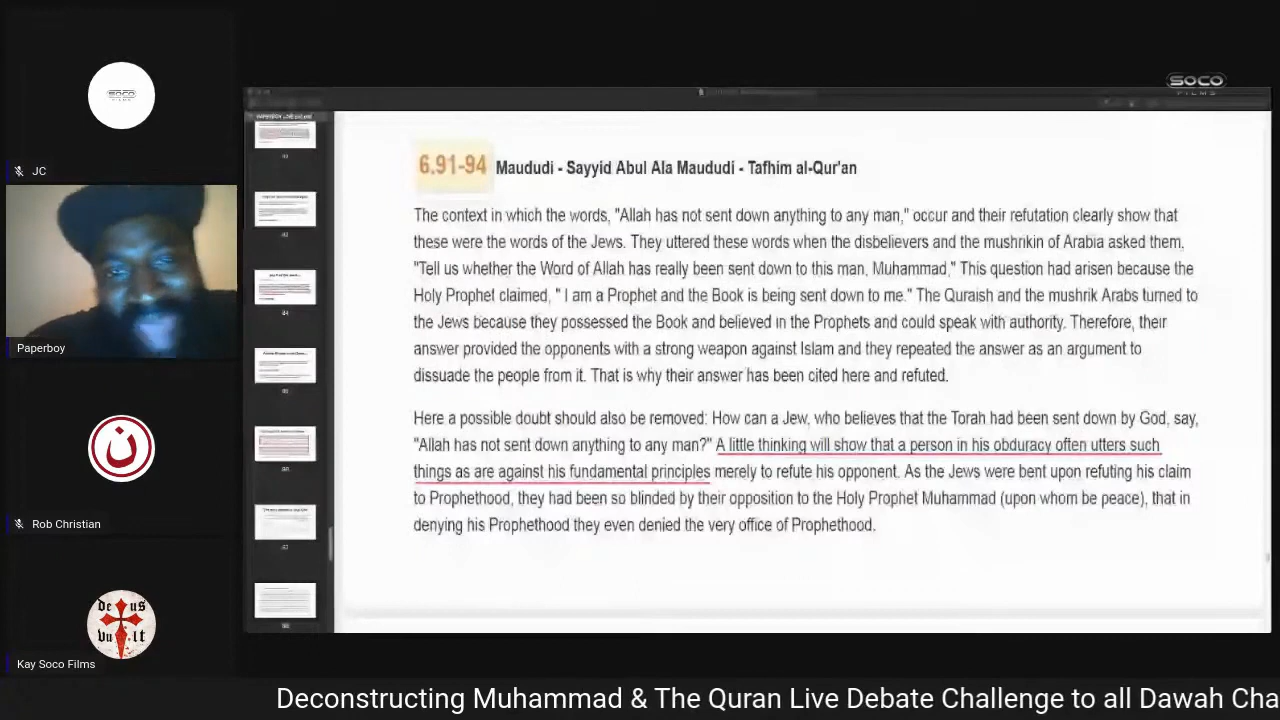 SOCO
FILMS
SOCO
FILMS
JC
Paperboy
Rob Christian
de us
vu lt
Kay Soco Films
6.91-94 Maududi - Sayyid Abul Ala Maududi - Tafhim al-Qur'an
The context in which the words, "Allah has not sent down anything to any man," occur and their refutation clearly show that
these were the words of the Jews. They uttered these words when the disbelievers and the mushnkin of Arabia asked them.
"Tell us whether the Word of Allah has really been sent down to this man, Muhammad," This question had arisen because the
Holy Prophet claimed, "I am a Prophet and the Book is being sent down to me." The Quraish and the mushrik Arabs turned to
the Jews because they possessed the Book and believed in the Prophets and could speak with authority. Therefore, their
answer provided the opponents with a strong weapon against Islam and they repeated the answer as an argument to
dissuade the people from it. That is why their answer has been cited here and refuted.
Here a possible doubt should also be removed: How can a Jew, who believes that the Torah had been sent down by God, say,
"Allah has not sent down anything to any man?" A little thinking will show that a person in his obduracy often utters such
things as are against his fundamental principles merely to refute his opponent. As the Jews were bent upon refuting his claim
to Prophethood, they had been so blinded by their opposition to the Holy Prophet Muhammad (upon whom be peace), that in
denying his Prophethood they even denied the very office of Prophethood.
Deconstructing Muhammad & The Quran Live Debate Challenge to all Dawah Cha